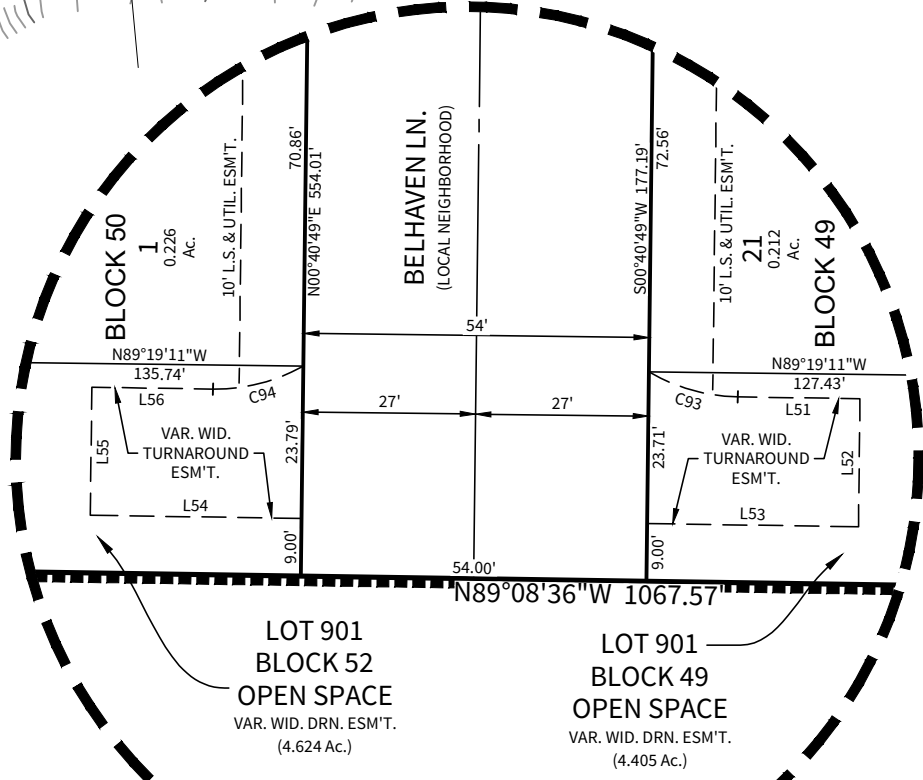 BLOCK 50
1
0.226
Ac.
10' L.S. & UTIL. ESM'T.
70.86'
N00°40'49"E 554.01'
BELHAVEN LN.
(LOCAL NEIGHBORHOOD)
S00°40'49"W 177.19'
72.56'
10' L.S. & UTIL. ESM'T.
21
0.212
Ac.
BLOCK 49
54'
N89°19'11"W
135.74'
L56
C94
27'
27'
N89°19'11"W
127.43'
C93
L51
L55
VAR. WID.
TURNAROUND
ESM'T.
23.79'
23.71'
VAR. WID.
TURNAROUND
ESM'T.
L52
L54
L53
9.00'
54.00'
9.00'
N89°08'36"W 1067.57'
LOT 901
BLOCK 52
OPEN SPACE
VAR. WID. DRN. ESM'T.
(4.624 Ac.)
LOT 901
BLOCK 49
OPEN SPACE
VAR. WID. DRN. ESM'T.
(4.405 Ac.)